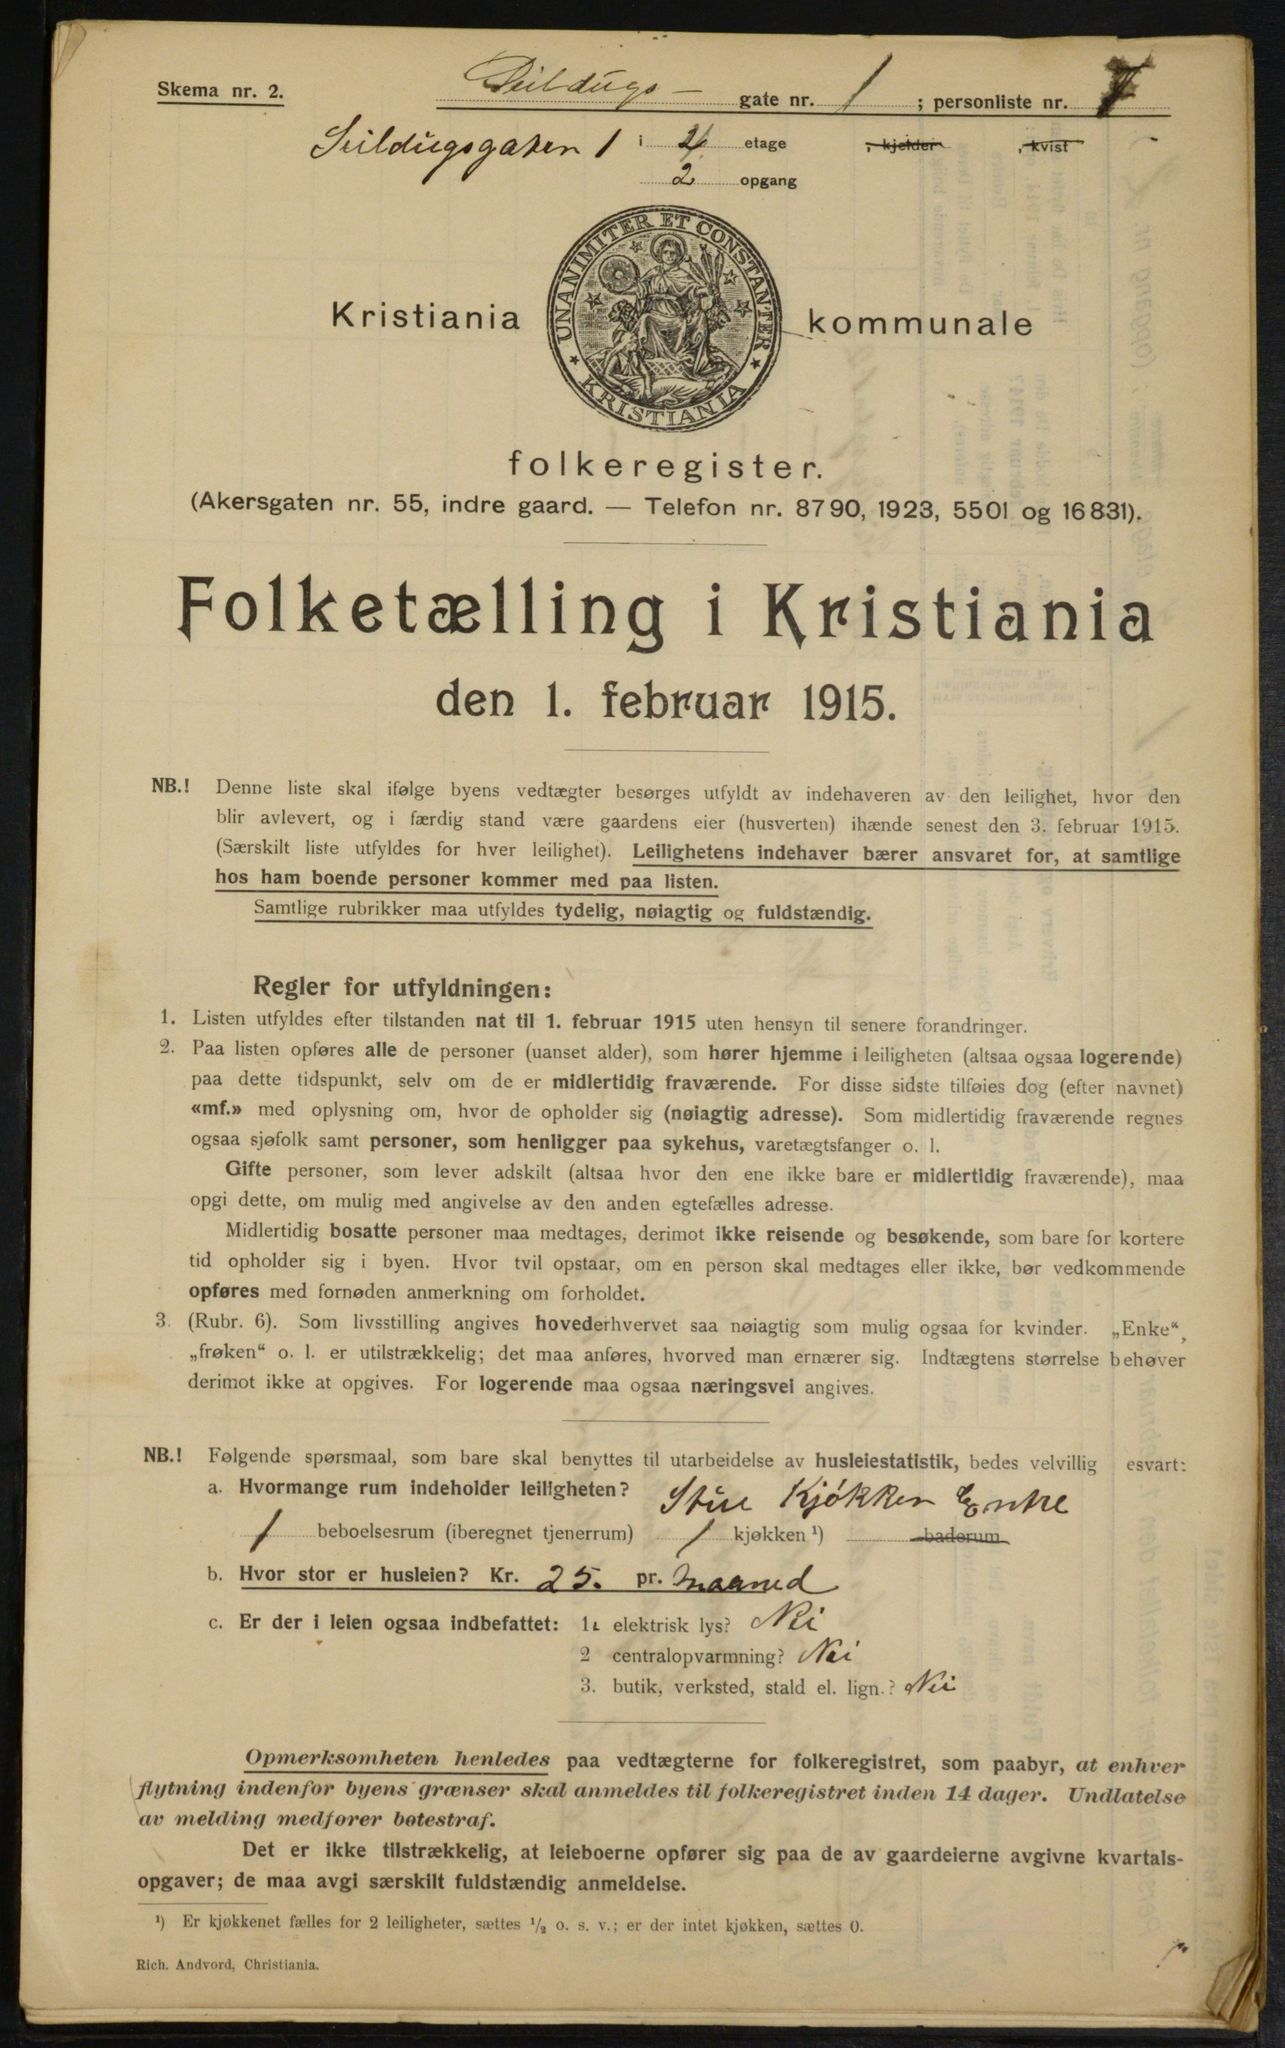 Skema nr. 2.
Seildugs- gate nr. 1 ; personliste nr. 7
Seildugsgaten 1 i 4 etage , kjelder , kvist
2 opgang
UNANIMITER ET CONSTANTER
KRISTIANIA
Kristiania kommunale
folkeregister.
(Akersgaten nr. 55, indre gaard. — Telefon nr. 8790, 1923, 5501 og 16831).
Folketælling i Kristiania
den 1. februar 1915.
NB.! Denne liste skal ifølge byens vedtægter besørges utfyldt av indehaveren av den leilighet, hvor den
blir avlevert, og i færdig stand være gaardens eier (husverten) ihænde senest den 3. februar 1915.
(Særskilt liste utfyldes for hver leilighet). Leilighetens indehaver bærer ansvaret for, at samtlige
hos ham boende personer kommer med paa listen.
Samtlige rubrikker maa utfyldes tydelig, nøiagtig og fuldstændig.
Regler for utfyldningen:
1. Listen utfyldes efter tilstanden nat til 1. februar 1915 uten hensyn til senere forandringer.
2. Paa listen opføres alle de personer (uanset alder), som hører hjemme i leiligheten (altsaa ogsaa logerende)
paa dette tidspunkt, selv om de er midlertidig fraværende. For disse sidste tilføies dog (efter navnet)
«mf.» med oplysning om, hvor de opholder sig (nøiagtig adresse). Som midlertidig fraværende regnes
ogsaa sjøfolk samt personer, som henligger paa sykehus, varetægtsfanger o. l.
Gifte personer, som lever adskilt (altsaa hvor den ene ikke bare er midlertidig fraværende), maa
opgi dette, om mulig med angivelse av den anden egtefælles adresse.
Midlertidig bosatte personer maa medtages, derimot ikke reisende og besøkende, som bare for kortere
tid opholder sig i byen. Hvor tvil opstaar, om en person skal medtages eller ikke, bør vedkommende
opføres med fornøden anmerkning om forholdet.
3. (Rubr. 6). Som livsstilling angives hovederhvervet saa nøiagtig som mulig ogsaa for kvinder. „Enke“,
„frøken“ o. l. er utilstrækkelig; det maa anføres, hvorved man ernærer sig. Indtægtens størrelse behøver
derimot ikke at opgives. For logerende maa ogsaa næringsvei angives.
NB.! Følgende spørsmaal, som bare skal benyttes til utarbeidelse av husleiestatistik, bedes velvillig esvart:
a. Hvormange rum indeholder leiligheten? Stue Kjøkken Entre
1 beboelsesrum (iberegnet tjenerrum) 1 kjøkken ¹) baderum
b. Hvor stor er husleien? Kr. 25. pr. Maaned
c. Er der i leien ogsaa indbefattet: 1. elektrisk lys? Nei
2 centralopvarmning? Nei
3. butik, verksted, stald el. lign.? Nei
Opmerksomheten henledes paa vedtægterne for folkeregistret, som paabyr, at enhver
flytning indenfor byens grænser skal anmeldes til folkeregistret inden 14 dager. Undlatelse
av melding medfører bøtestraf.
Det er ikke tilstrækkelig, at leieboerne opfører sig paa de av gaardeierne avgivne kvartals-
opgaver; de maa avgi særskilt fuldstændig anmeldelse.
¹) Er kjøkkenet fælles for 2 leiligheter, sættes ½ o. s. v.; er der intet kjøkken, sættes 0.
Rich. Andvord, Christiania.